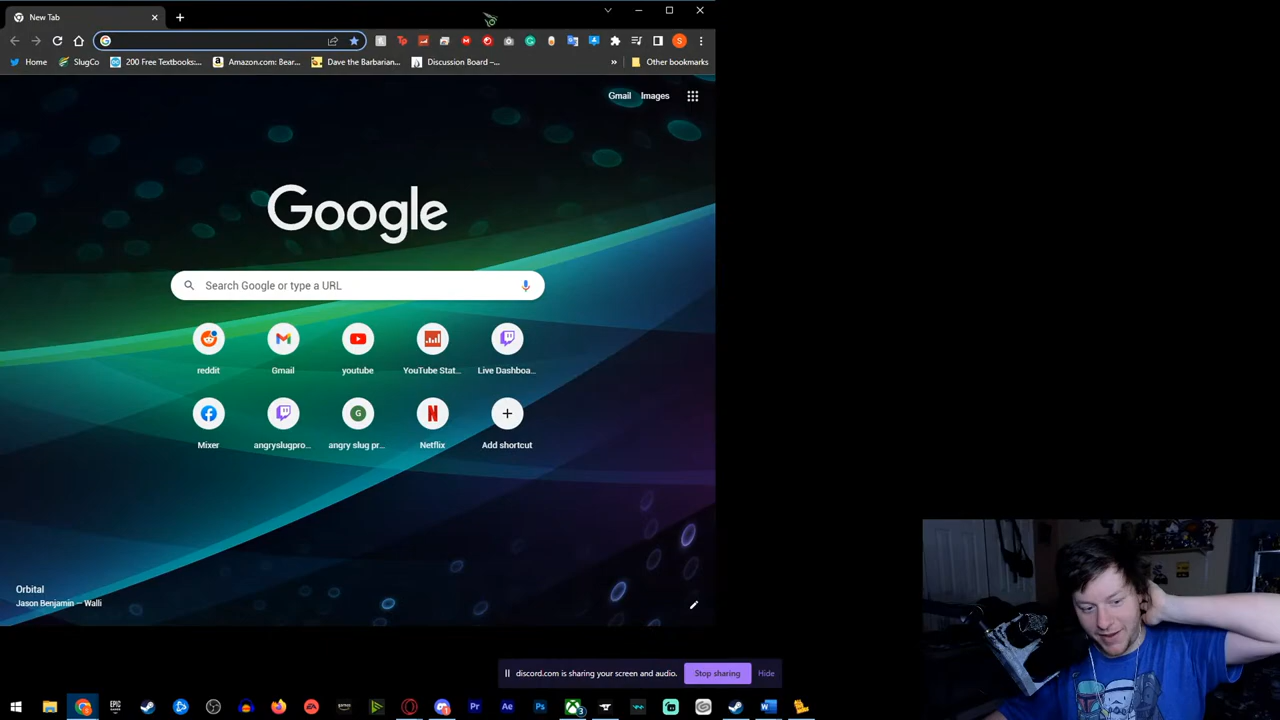 New Tab
Home
SlugCo
200 Free Textbooks:...
Amazon.com: Bear...
Dave the Barbarian...
Discussion Board –...
»
Other bookmarks
Gmail
Images
Google
Search Google or type a URL
reddit
Gmail
youtube
YouTube Stat...
Live Dashboa...
Mixer
angryslugpro...
angry slug pr...
Netflix
Add shortcut
Orbital
Jason Benjamin — Walli
discord.com is sharing your screen and audio.
Stop sharing
Hide